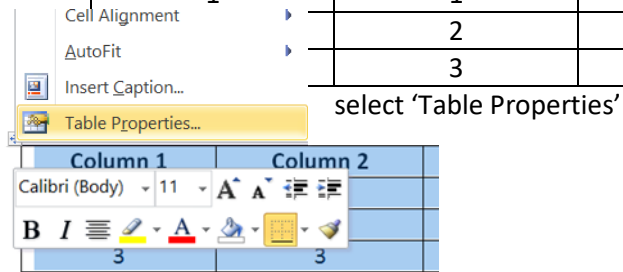 Cell Alignment
AutoFit
2
Insert Caption...
3
Table Properties...
select ‘Table Properties’
Column 1 Column 2
Calibri (Body) 11 A A
B I A
3 3